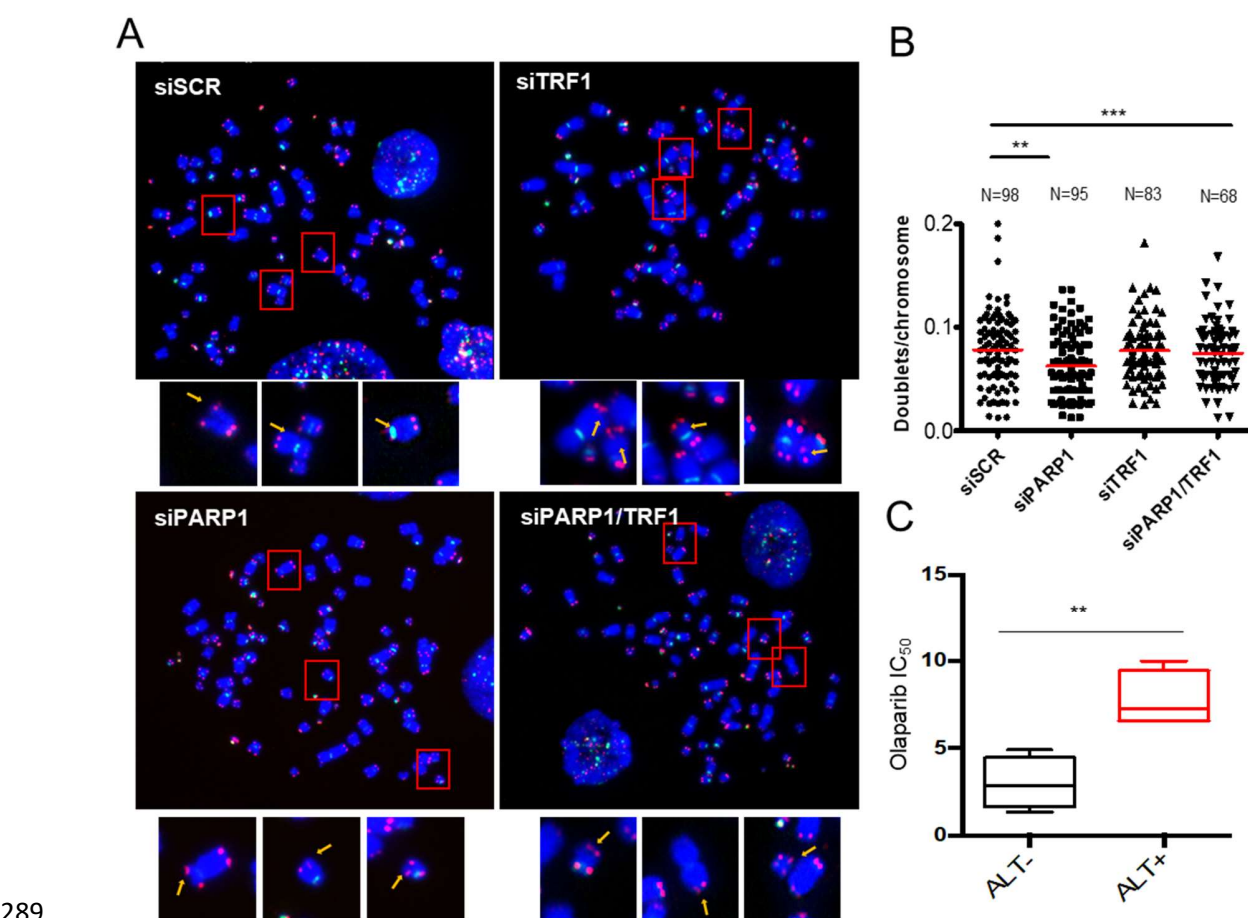 A
siSCR
siTRF1
siPARP1
siPARP1/TRF1
B
***
**
N=98 N=95 N=83 N=68
Doublets/chromosome
0.2
0.1
0.0
siSCR
siPARP1
siTRF1
siPARP1/TRF1
C
**
Olaparib IC50
15
10
5
0
ALT-
ALT+
289